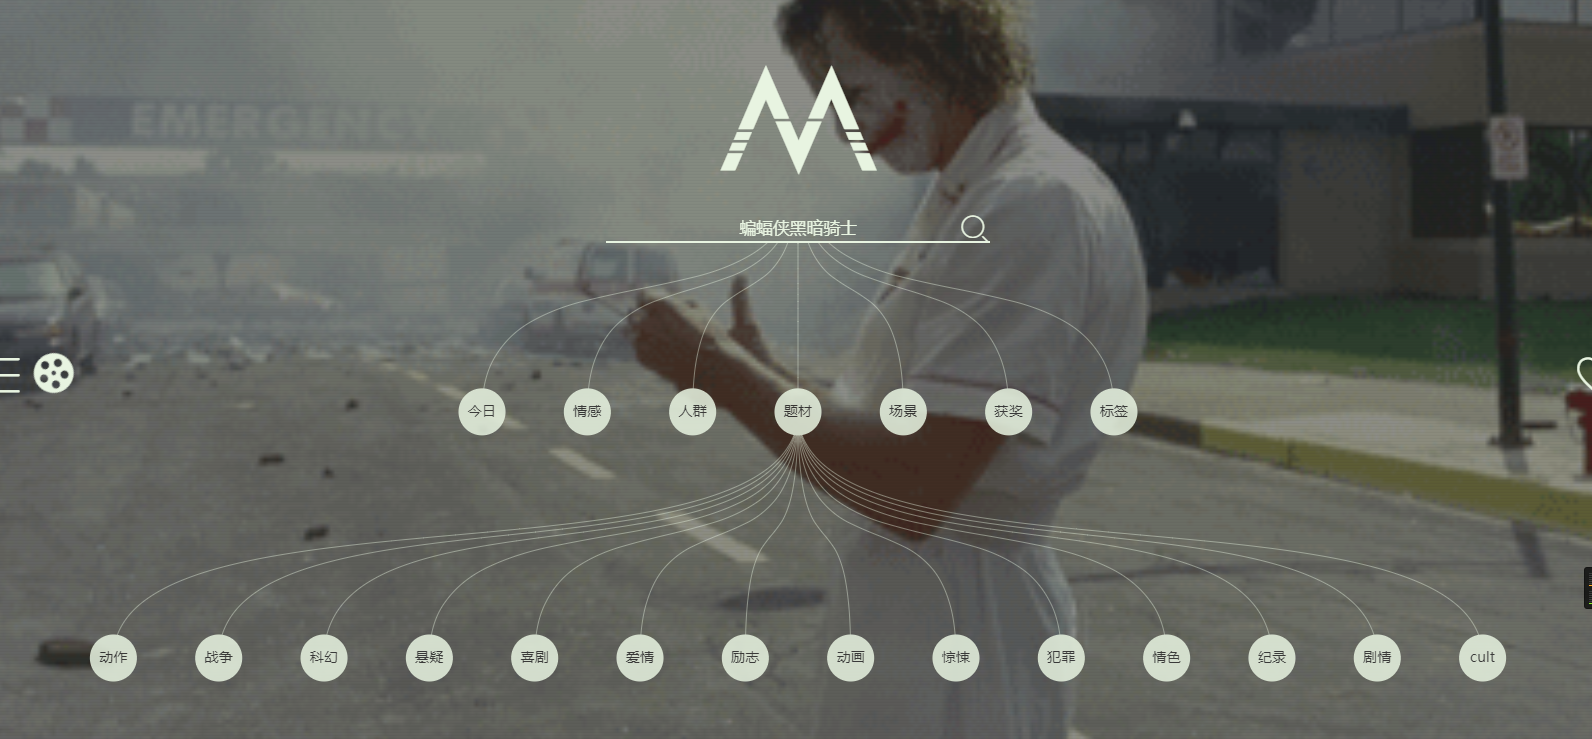 EMERGENCY
蝙蝠侠黑暗骑士
今日 情感 人群 题材 场景 获奖 标签
动作 战争 科幻 悬疑 喜剧 爱情 励志 动画 惊悚 犯罪 情色 纪录 剧情 cult